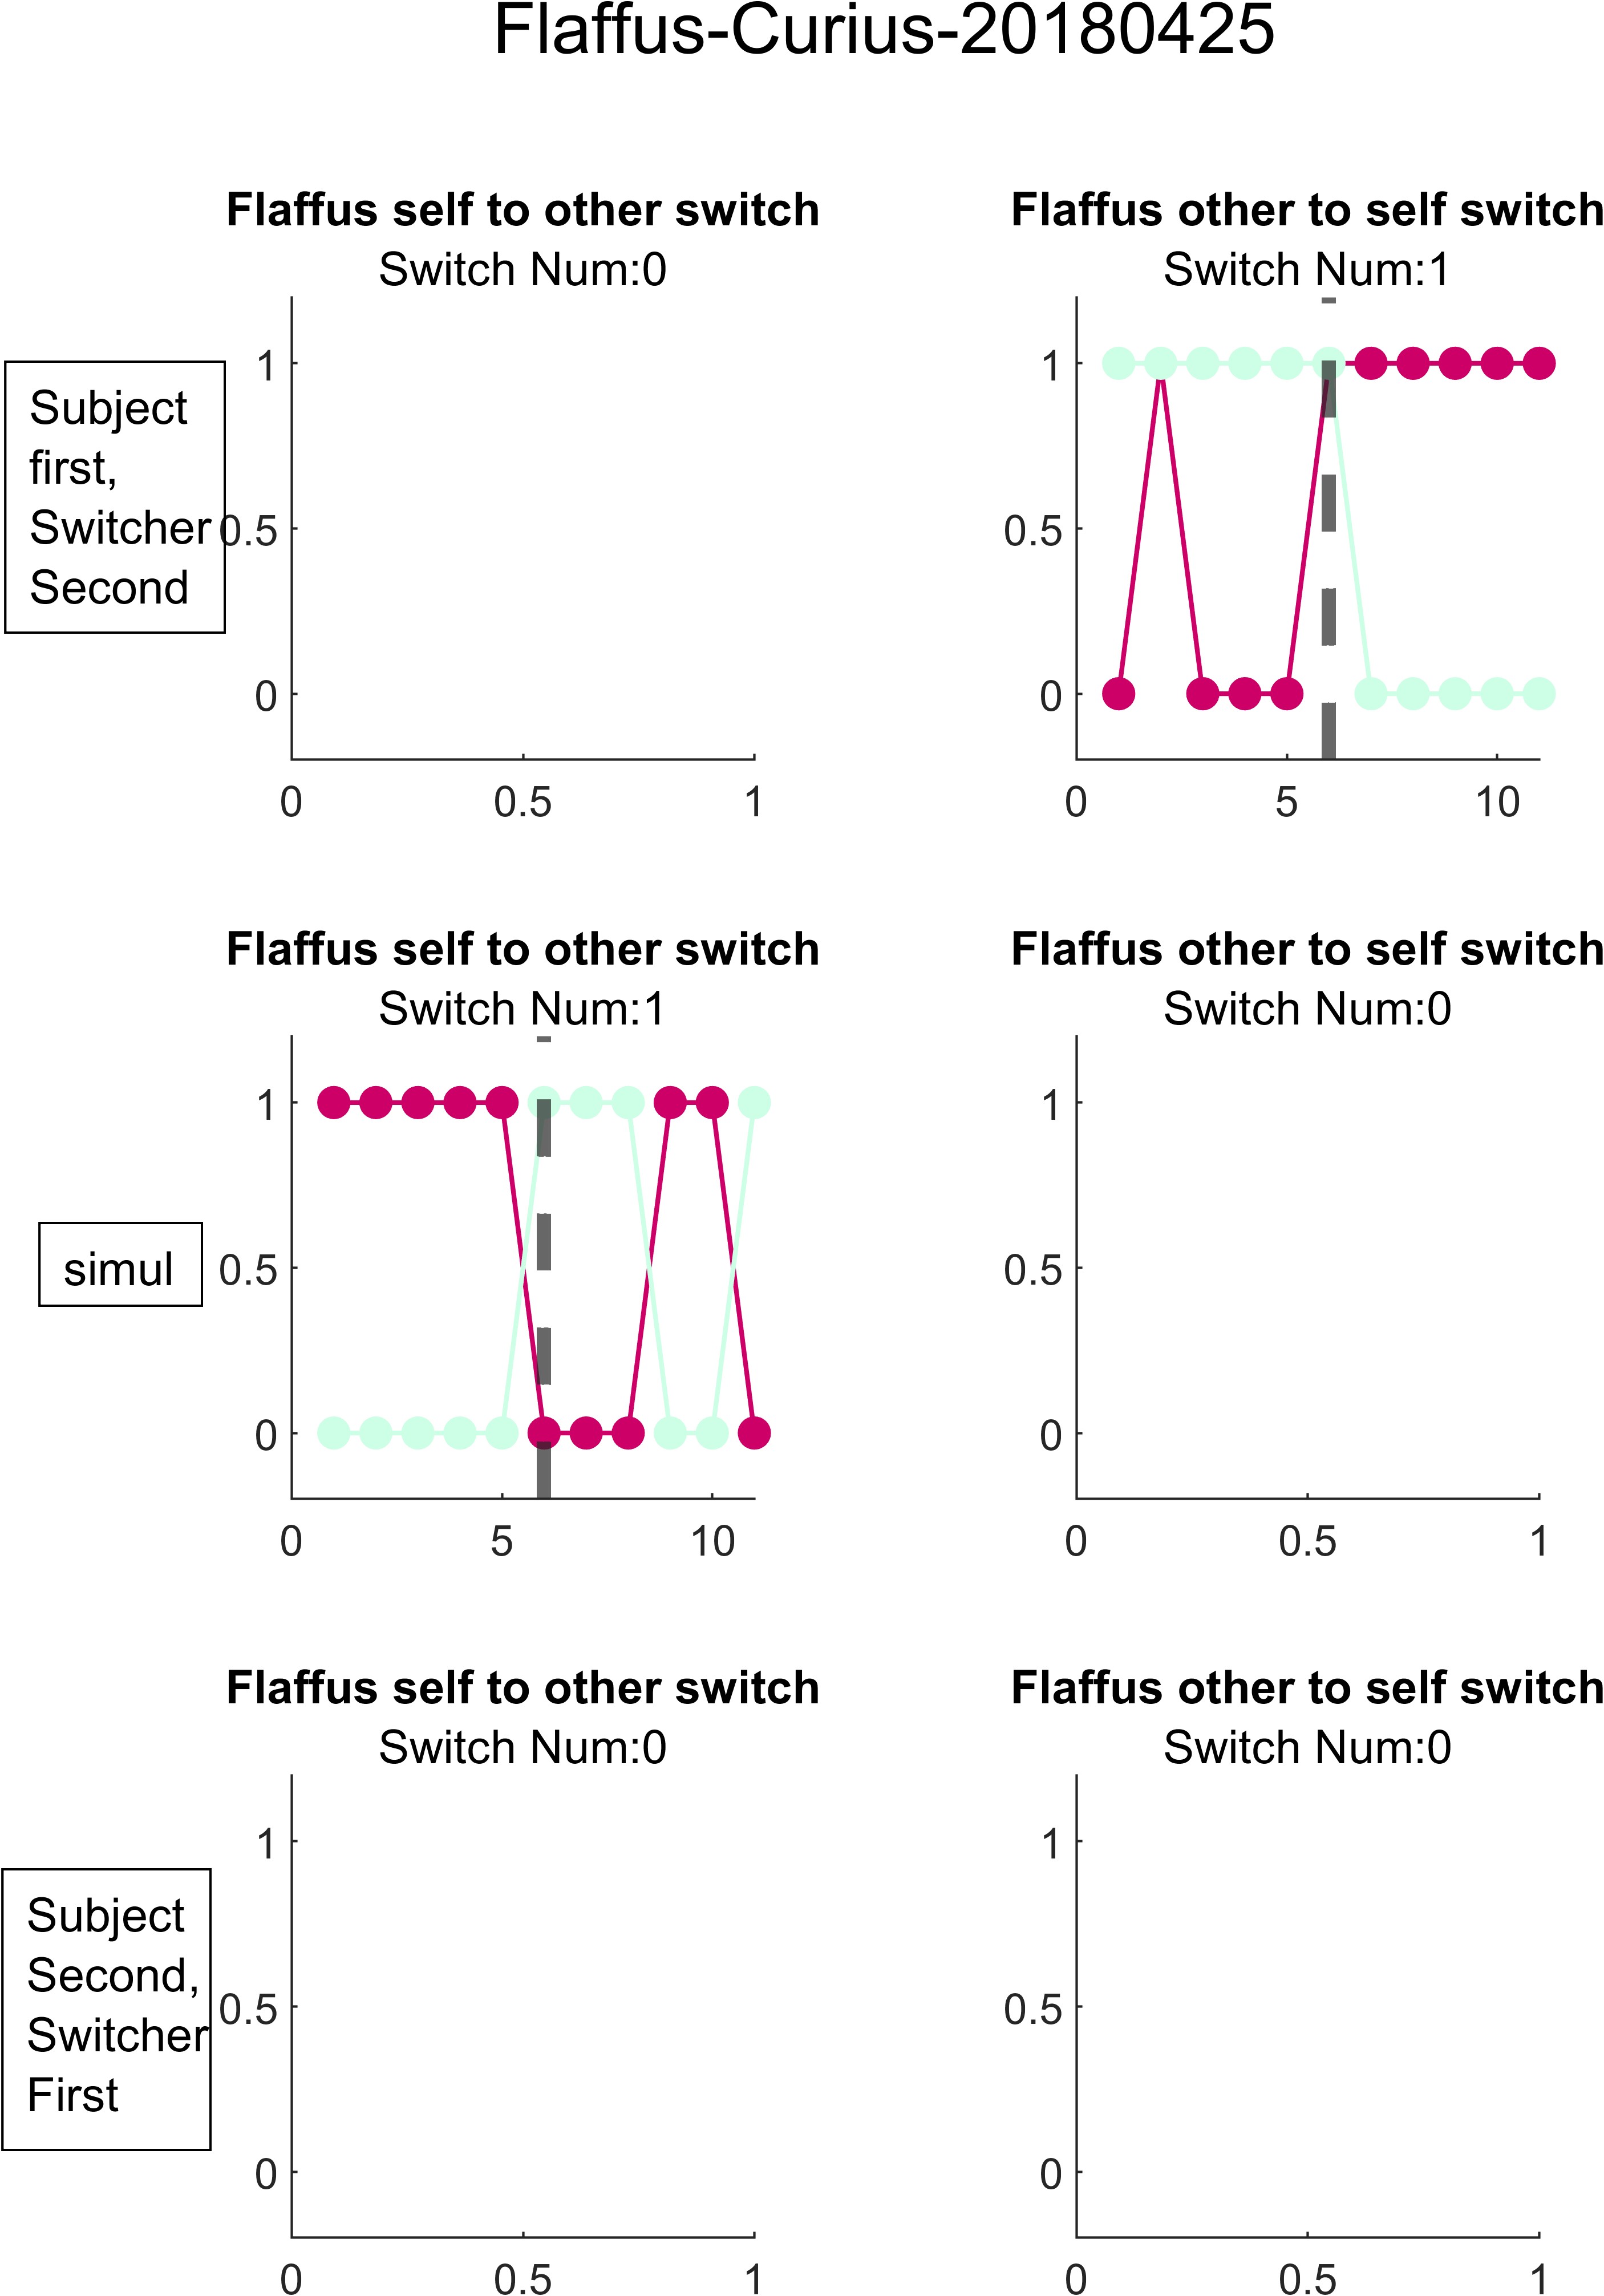 Flaffus-Curius-20180425
Flaffus self to other switch
Switch Num:0
Flaffus other to self switch
Switch Num:1
Subject
first,
Switcher
Second
1
0.5
0
0
0.5
1
1
0.5
0
0
5
10
Flaffus self to other switch
Switch Num:1
Flaffus other to self switch
Switch Num:0
simul
1
0.5
0
0
5
10
1
0.5
0
0
0.5
1
Flaffus self to other switch
Switch Num:0
Flaffus other to self switch
Switch Num:0
Subject
Second,
Switcher
First
1
0.5
0
0
0.5
1
1
0.5
0
0
0.5
1